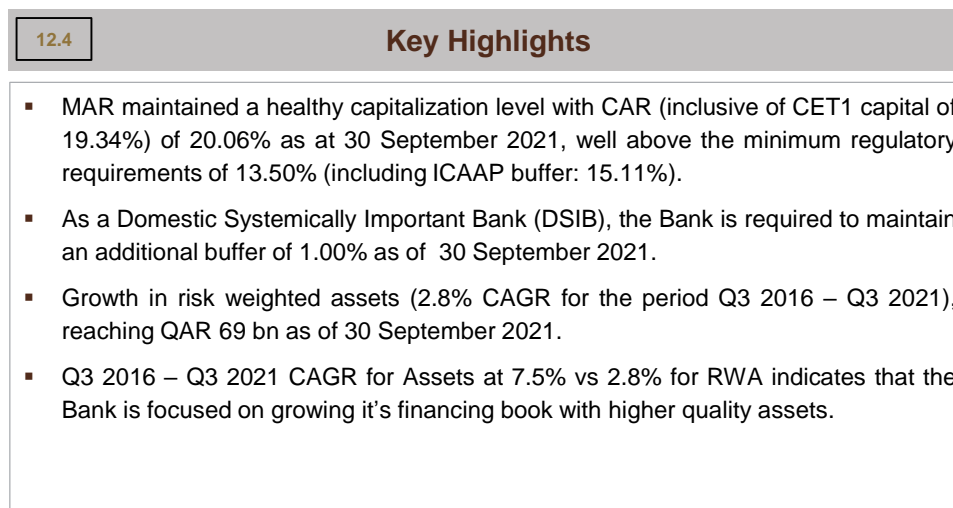 12.4
Key Highlights
▪ MAR maintained a healthy capitalization level with CAR (inclusive of CET1 capital of
19.34%) of 20.06% as at 30 September 2021, well above the minimum regulatory
requirements of 13.50% (including ICAAP buffer: 15.11%).
▪ As a Domestic Systemically Important Bank (DSIB), the Bank is required to maintain
an additional buffer of 1.00% as of 30 September 2021.
▪ Growth in risk weighted assets (2.8% CAGR for the period Q3 2016 – Q3 2021),
reaching QAR 69 bn as of 30 September 2021.
▪ Q3 2016 – Q3 2021 CAGR for Assets at 7.5% vs 2.8% for RWA indicates that the
Bank is focused on growing it's financing book with higher quality assets.